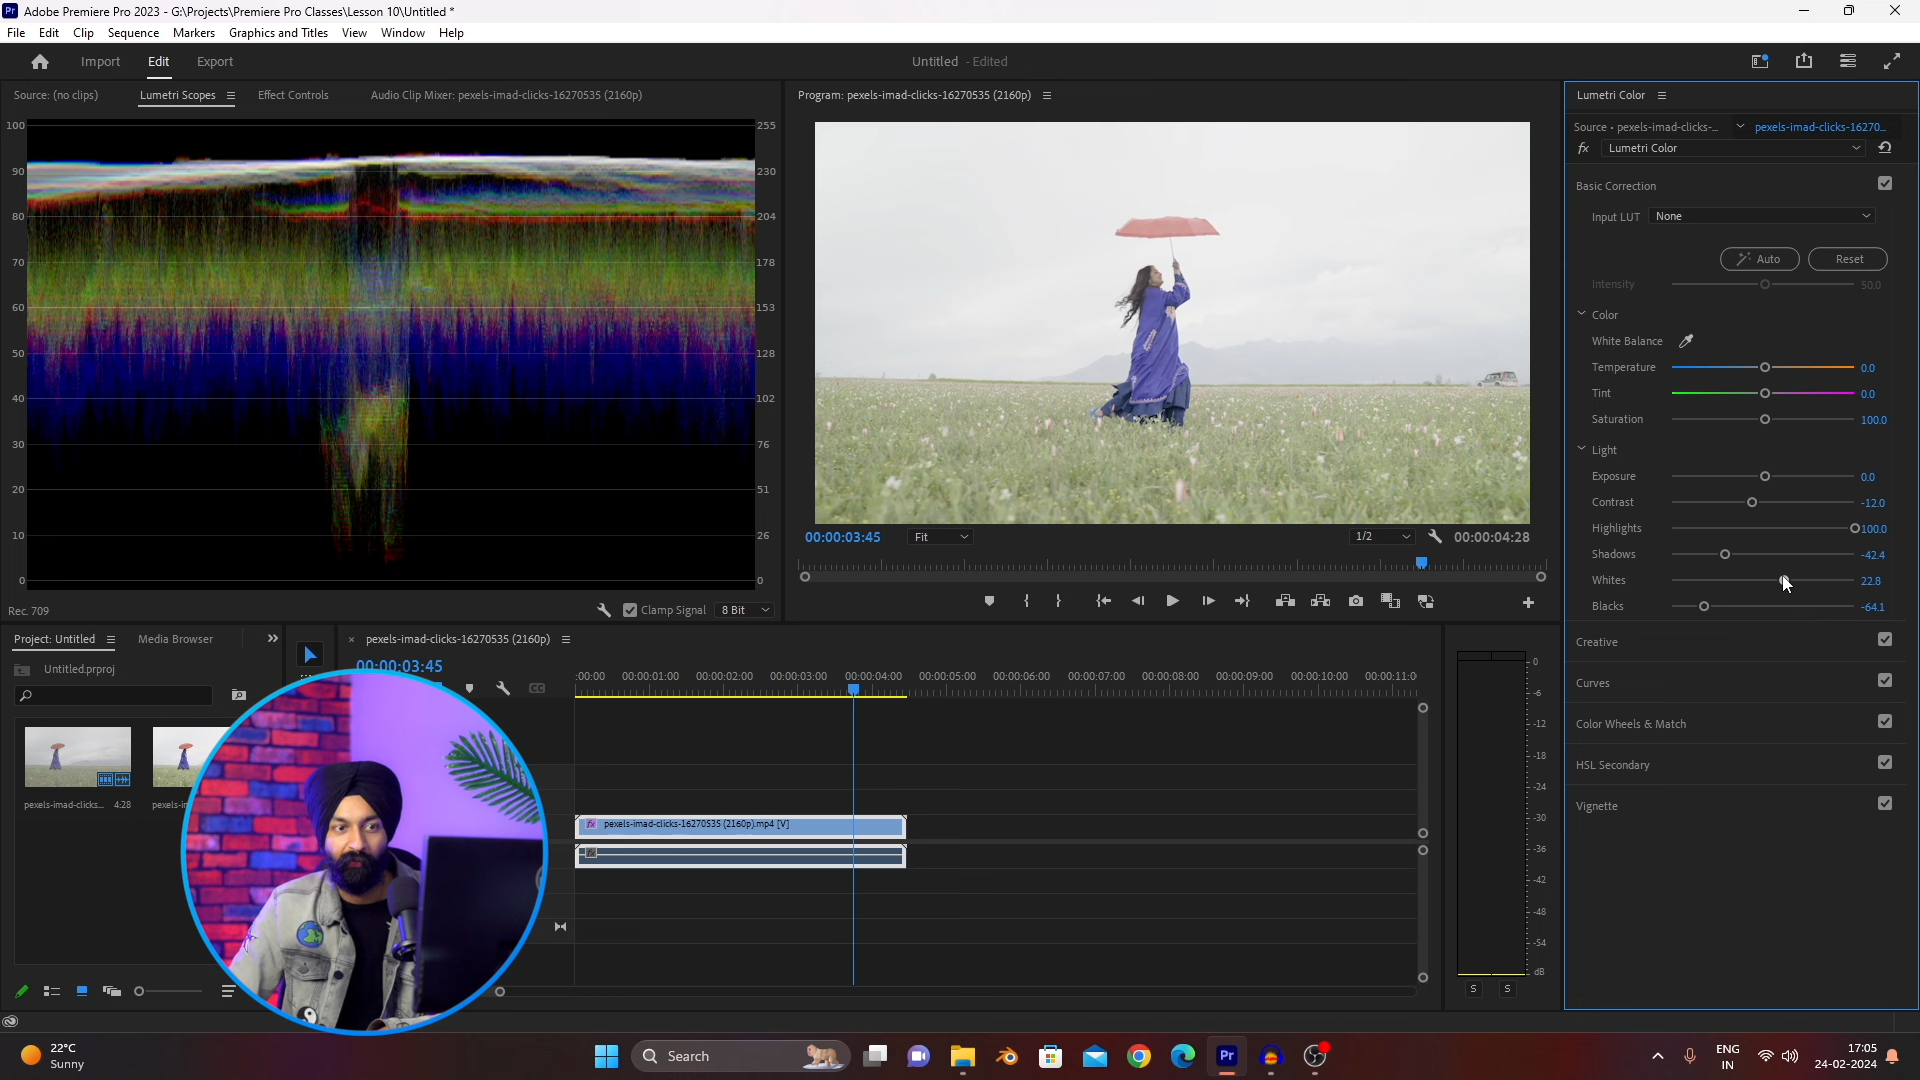 Adobe Premiere Pro 2023 - G:\Projects\Premiere Pro Classes\Lesson 10\Untitled *
File Edit Clip Sequence Markers Graphics and Titles View Window Help
Import Edit Export
Untitled - Edited
Source: (no clips) Lumetri Scopes Effect Controls Audio Clip Mixer: pexels-imad-clicks-16270535 (2160p)
Program: pexels-imad-clicks-16270535 (2160p)
Lumetri Color
Source • pexels-imad-clicks-... pexels-imad-clicks-16270...
fx Lumetri Color
100 255
90 230
80 204
70 178
60 153
50 128
40 102
30 76
20 51
10 26
0 0
Rec. 709 Clamp Signal 8 Bit
00:00:03:45 Fit 1/2 00:00:04:28
Basic Correction
Input LUT None
Auto Reset
Intensity 50.0
Color
White Balance
Temperature 0.0
Tint 0.0
Saturation 100.0
Light
Exposure 0.0
Contrast -12.0
Highlights 100.0
Shadows -42.4
Whites 22.8
Blacks -64.1
Creative
Curves
Color Wheels & Match
HSL Secondary
Vignette
Project: Untitled Media Browser
Untitled.prproj
pexels-imad-clicks... 4:28 pexels-in
× pexels-imad-clicks-16270535 (2160p)
00:00:03:45
:00:00 00:00:01:00 00:00:02:00 00:00:03:00 00:00:04:00 00:00:05:00 00:00:06:00 00:00:07:00 00:00:08:00 00:00:09:00 00:00:10:00 00:00:11:0
fx pexels-imad-clicks-16270535 (2160p).mp4 [V]
fx
0
-6
-12
-18
-24
-30
-36
-42
-48
-54
dB
S S
22°C
Sunny
Search
Pr
ENG
IN
17:05
24-02-2024